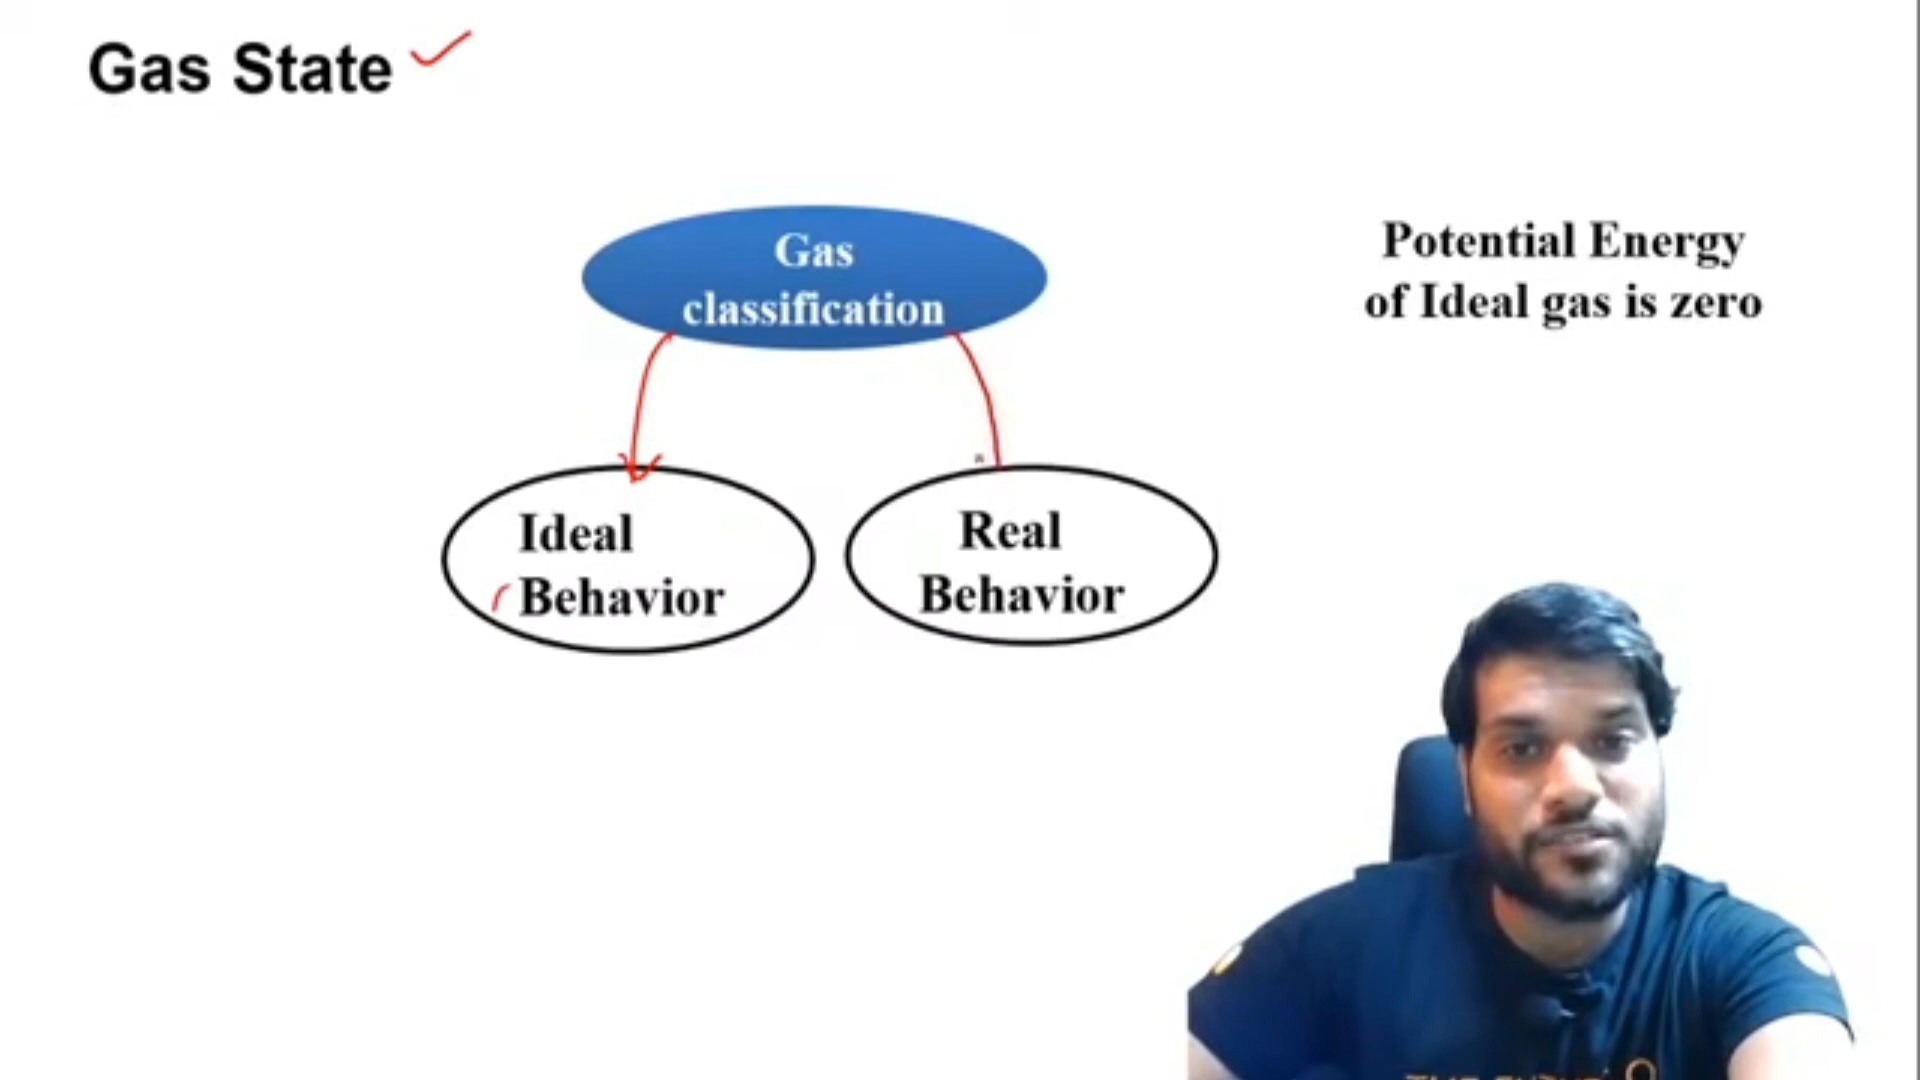 Gas State
Gas
classification
Potential Energy
of Ideal gas is zero
Ideal
Behavior
Real
Behavior